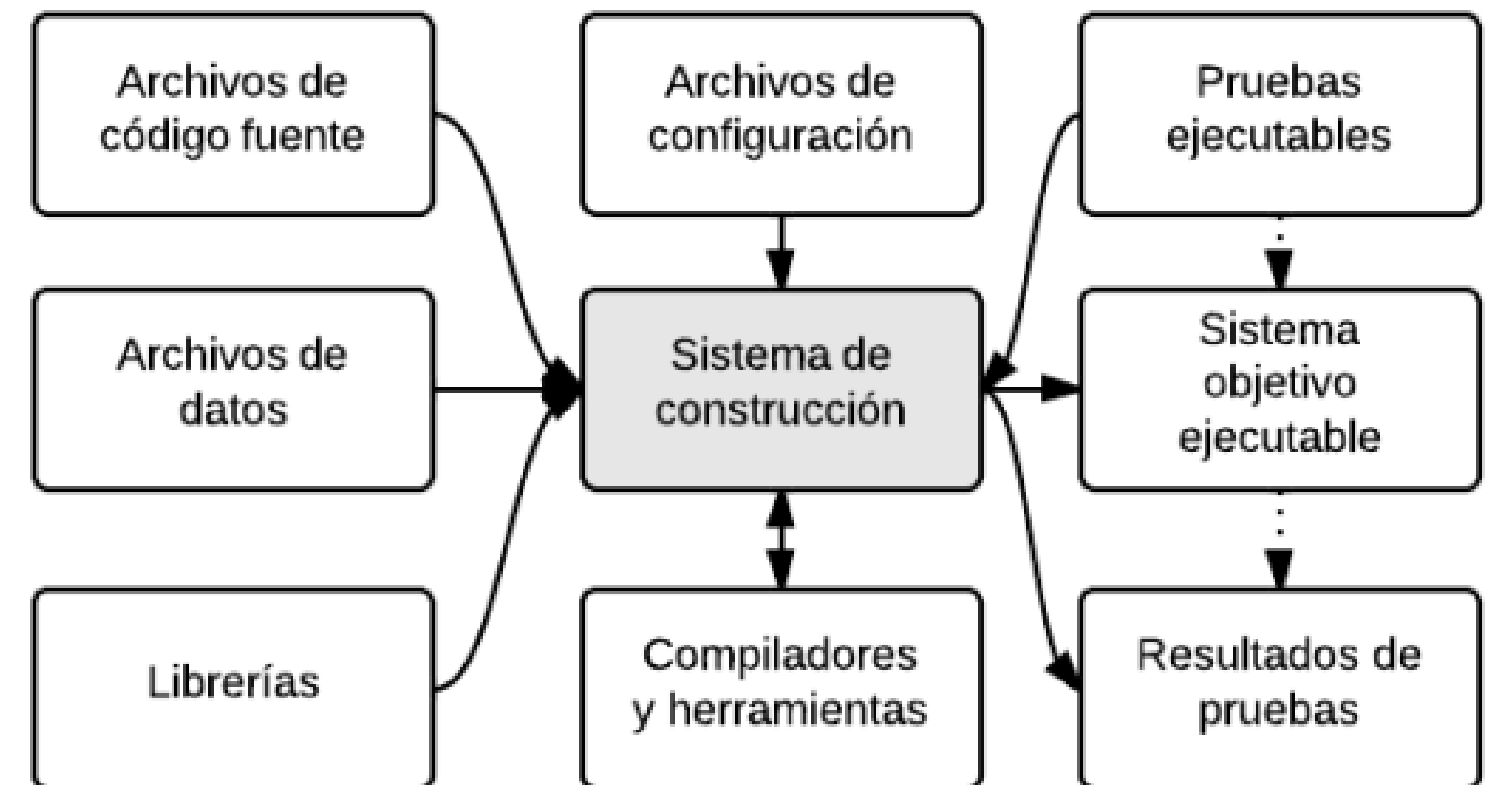 Archivos de
código fuente
Archivos de
configuración
Pruebas
ejecutables
Archivos de
datos
Sistema de
construcción
Sistema
objetivo
ejecutable
Librerías
Compiladores
y herramientas
Resultados de
pruebas